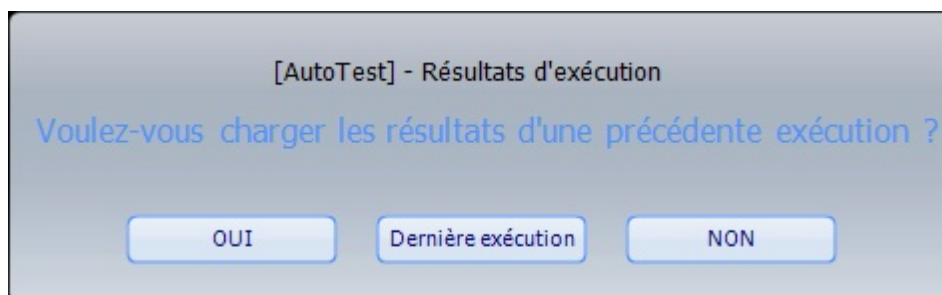 [AutoTest] - Résultats d'exécution
Voulez-vous charger les résultats d'une précédente exécution ?
OUI
Dernière exécution
NON